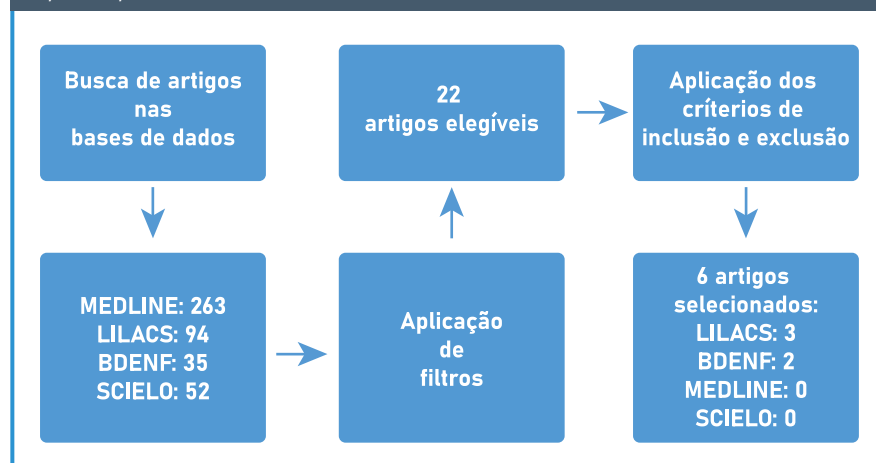 Busca de artigos
nas
bases de dados
MEDLINE: 263
LILACS: 94
BDENF: 35
SCIELO: 52
Aplicação
de
filtros
22
artigos elegíveis
Aplicação dos
críterios de
inclusão e exclusão
6 artigos
selecionados:
LILACS: 3
BDENF: 2
MEDLINE: 0
SCIELO: 0